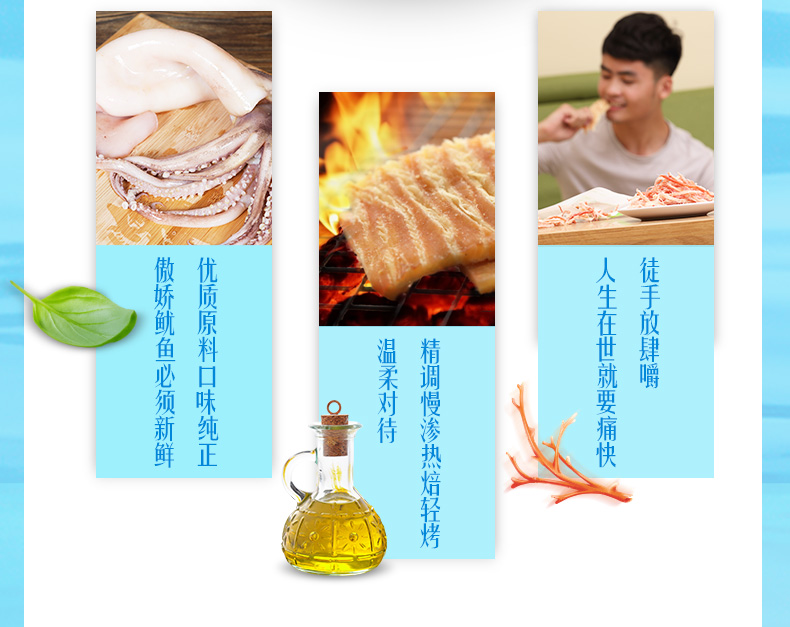 优质原料口味纯正
傲娇鱿鱼必须新鲜
精调慢渗热焙轻烤
温柔对待
徒手放肆嚼
人生在世就要痛快